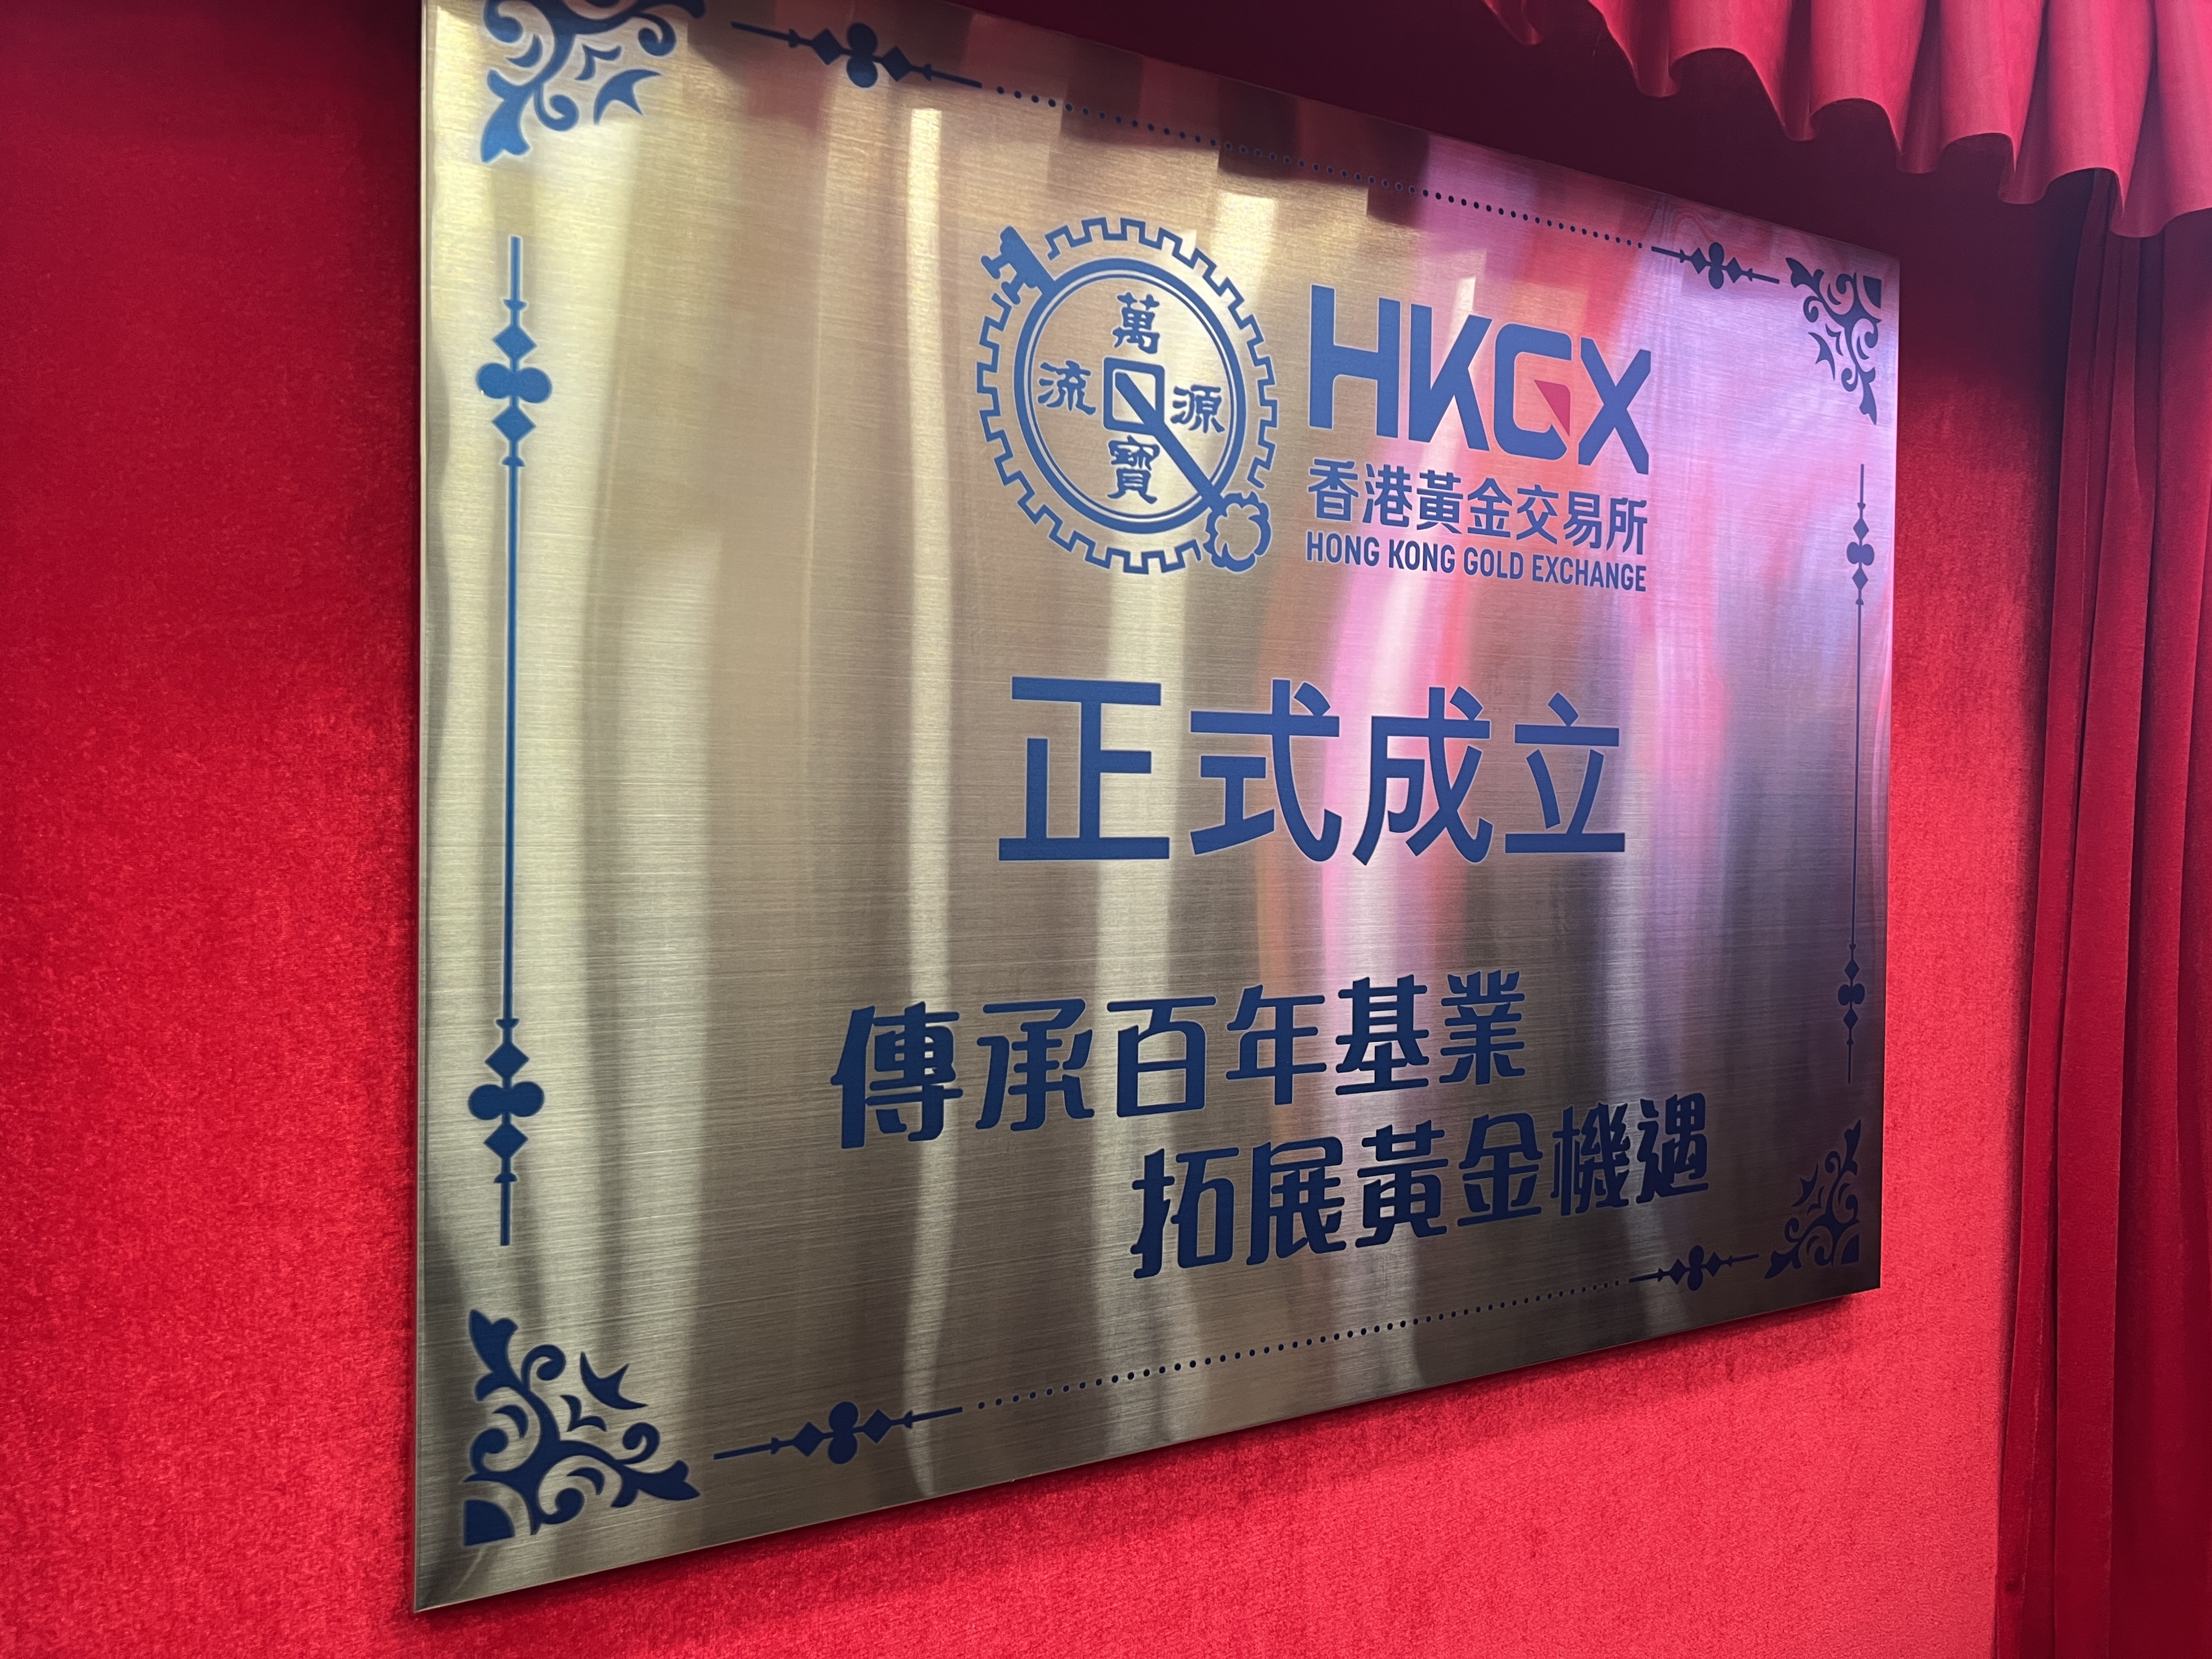 萬
流 源
寶
HKGX
香港黃金交易所
HONG KONG GOLD EXCHANGE
正式成立
傳承百年基業
拓展黃金機遇